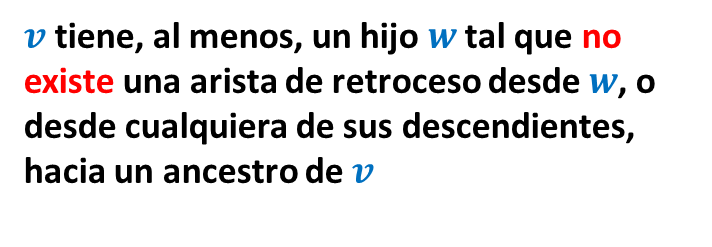 v tiene, al menos, un hijo w tal que no
existe una arista de retroceso desde w, o
desde cualquiera de sus descendientes,
hacia un ancestro de v